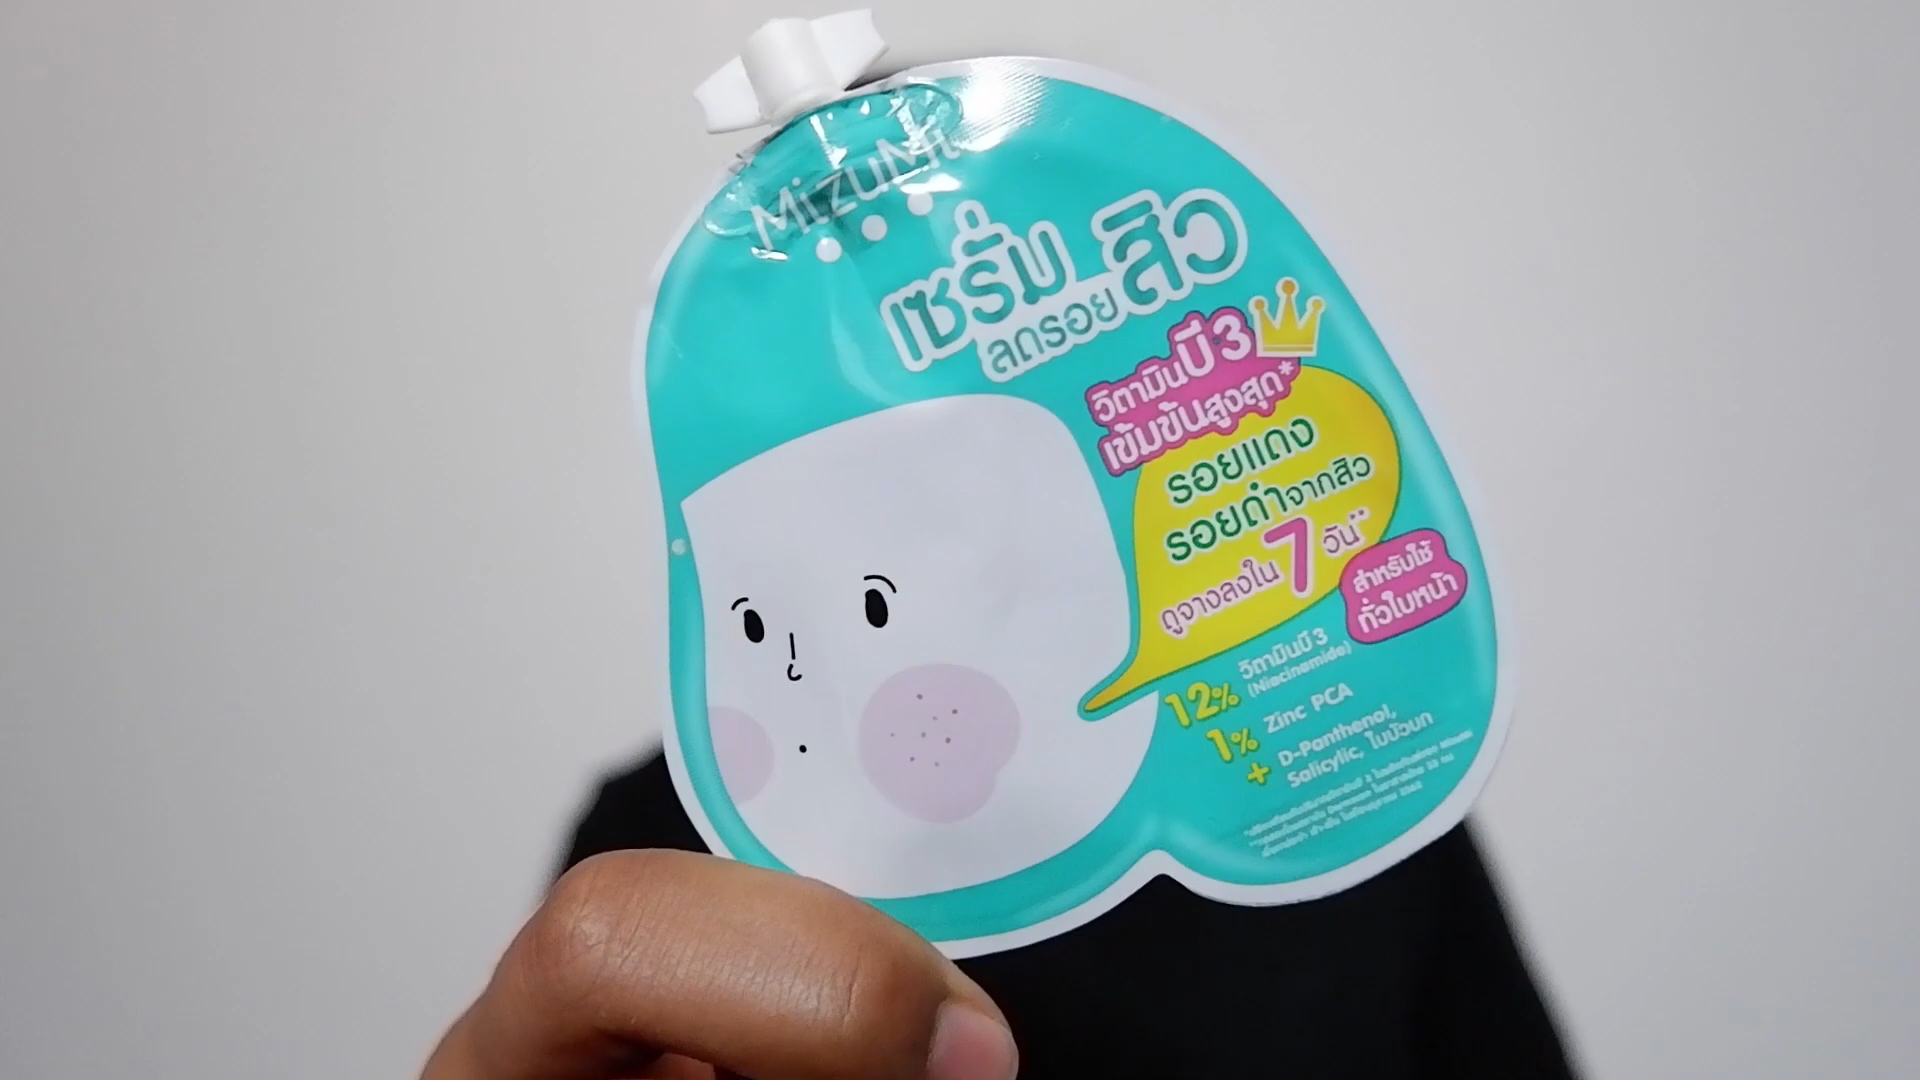 MizuMi
เซรั่ม
ลดรอยสิว
วิตามินบี 3
เข้มข้นสูงสุด*
รอยแดง
รอยดำจากสิว
ดูจางลงใน 7 วัน**
สำหรับใช้
ทั่วใบหน้า
12% วิตามินบี 3
(Niacinamide)
1% Zinc PCA
+ D-Panthenol,
Salicylic, ใบบัวบก